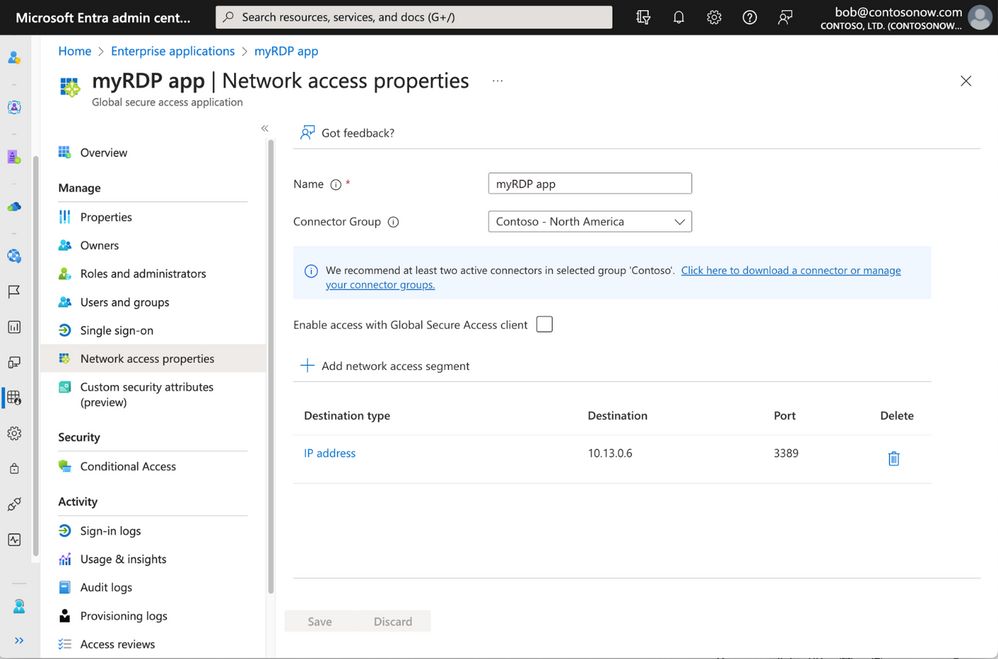 Microsoft Entra admin cent...
Search resources, services, and docs (G+/)
bob@contosonow.com
CONTOSO, LTD. (CONTOSONOW....
Home > Enterprise applications > myRDP app
myRDP app | Network access properties ...
Global secure access application
Overview
Manage
Properties
Owners
Roles and administrators
Users and groups
Single sign-on
Network access properties
Custom security attributes
(preview)
Security
Conditional Access
Activity
Sign-in logs
Usage & insights
Audit logs
Provisioning logs
Access reviews
Got feedback?
Name *
myRDP app
Connector Group
Contoso - North America
We recommend at least two active connectors in selected group 'Contoso'. Click here to download a connector or manage
your connector groups.
Enable access with Global Secure Access client
Add network access segment
Destination type Destination Port Delete
IP address 10.13.0.6 3389
Save Discard